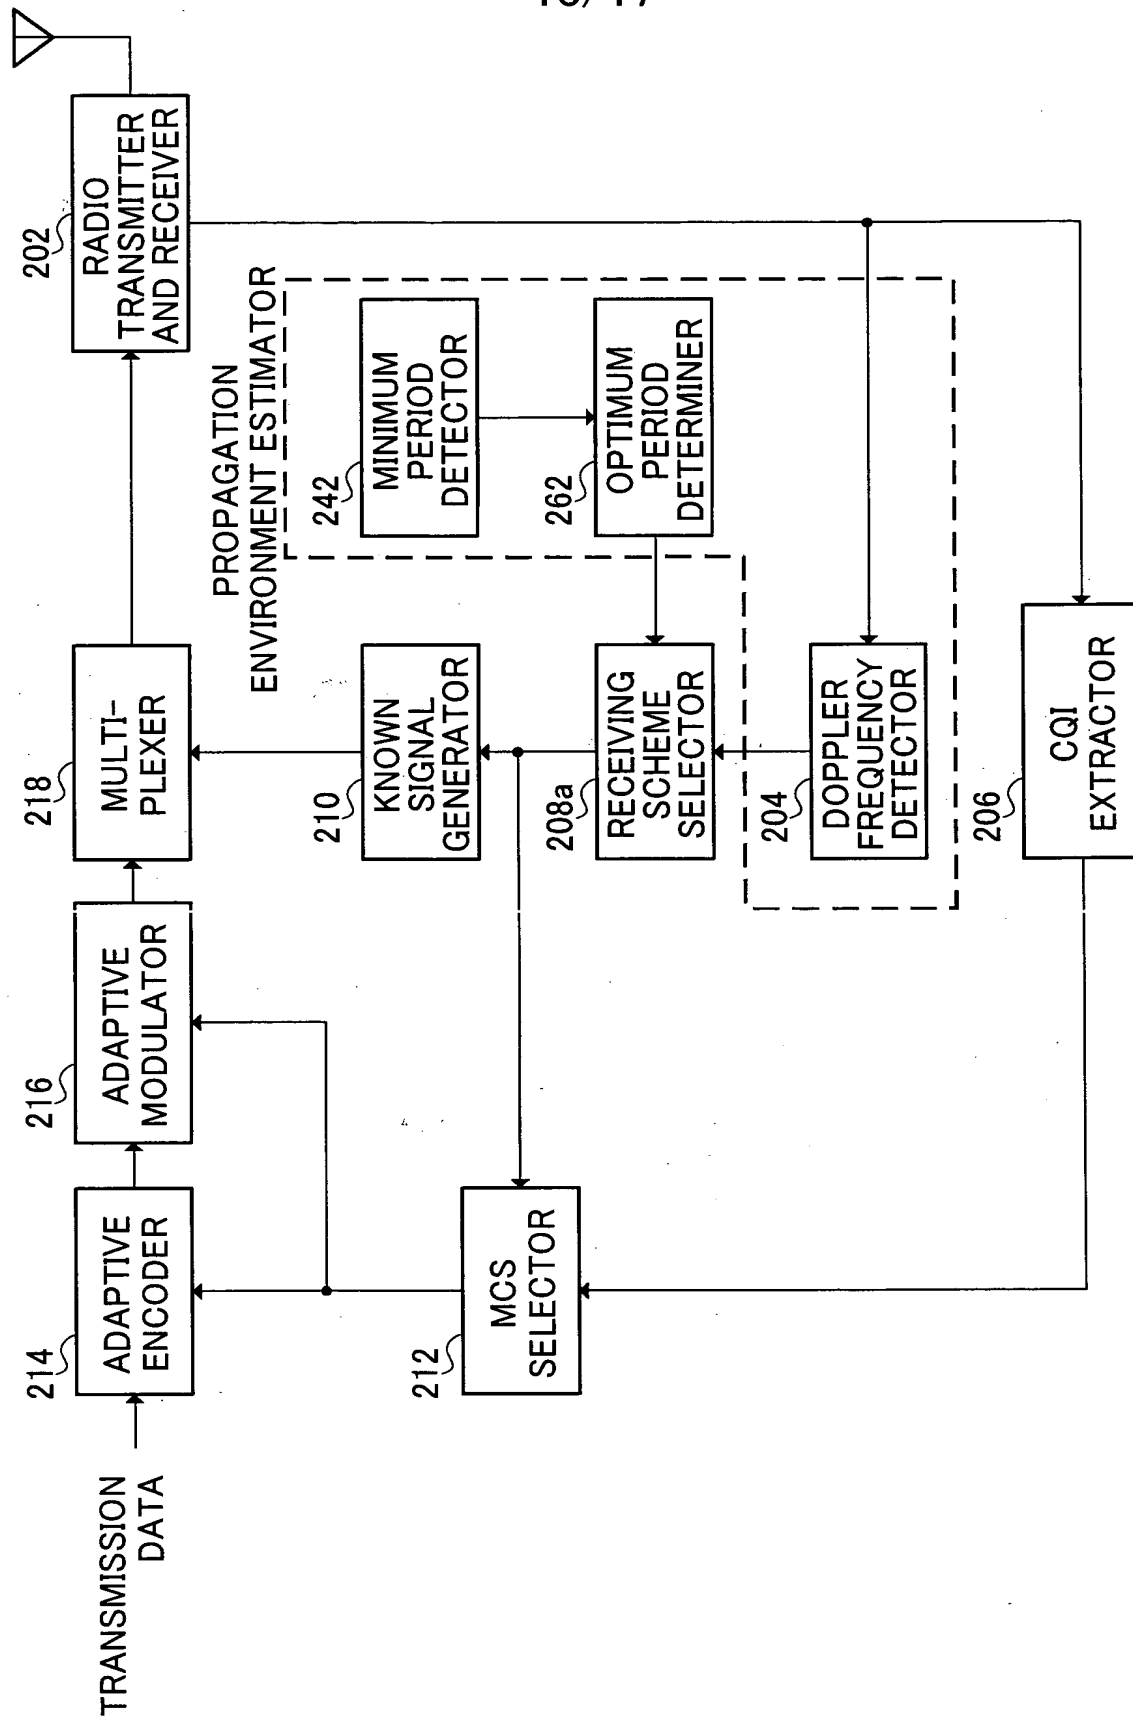 TRANSMISSION
DATA
214
ADAPTIVE
ENCODER
216
ADAPTIVE
MODULATOR
218
MULTI-
PLEXER
202
RADIO
TRANSMITTER
AND RECEIVER
PROPAGATION
ENVIRONMENT ESTIMATOR
210
KNOWN
SIGNAL
GENERATOR
242
MINIMUM
PERIOD
DETECTOR
212
MCS
SELECTOR
208a
RECEIVING
SCHEME
SELECTOR
262
OPTIMUM
PERIOD
DETERMINER
204
DOPPLER
FREQUENCY
DETECTOR
206
CQI
EXTRACTOR